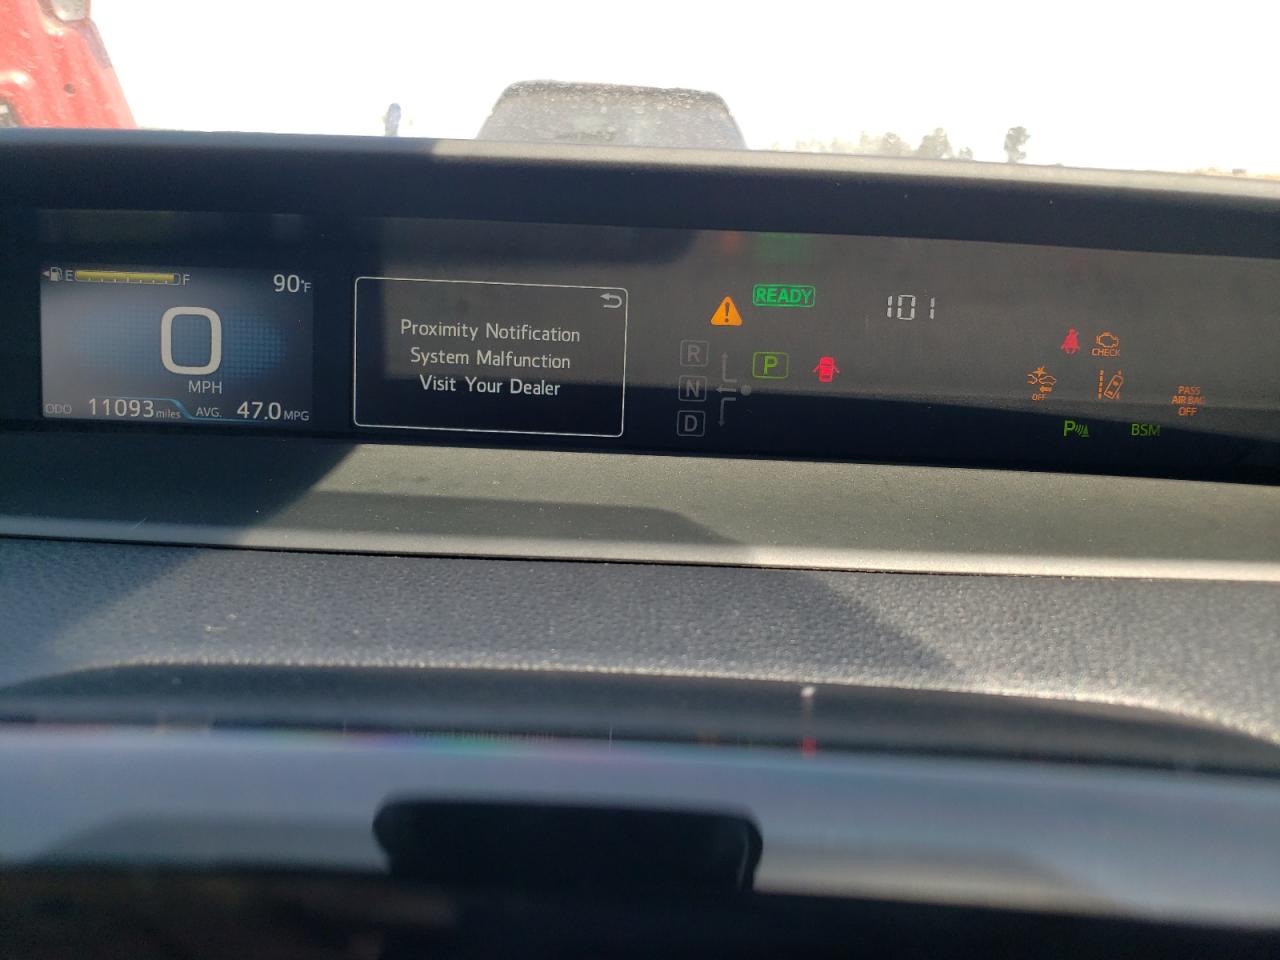 E F 90°F
0
MPH
ODO 11093 miles AVG. 47.0 MPG
Proximity Notification
System Malfunction
Visit Your Dealer
READY
101
R
P
N
D
CHECK
OFF
PASS
AIR BAG
OFF
P
BSM